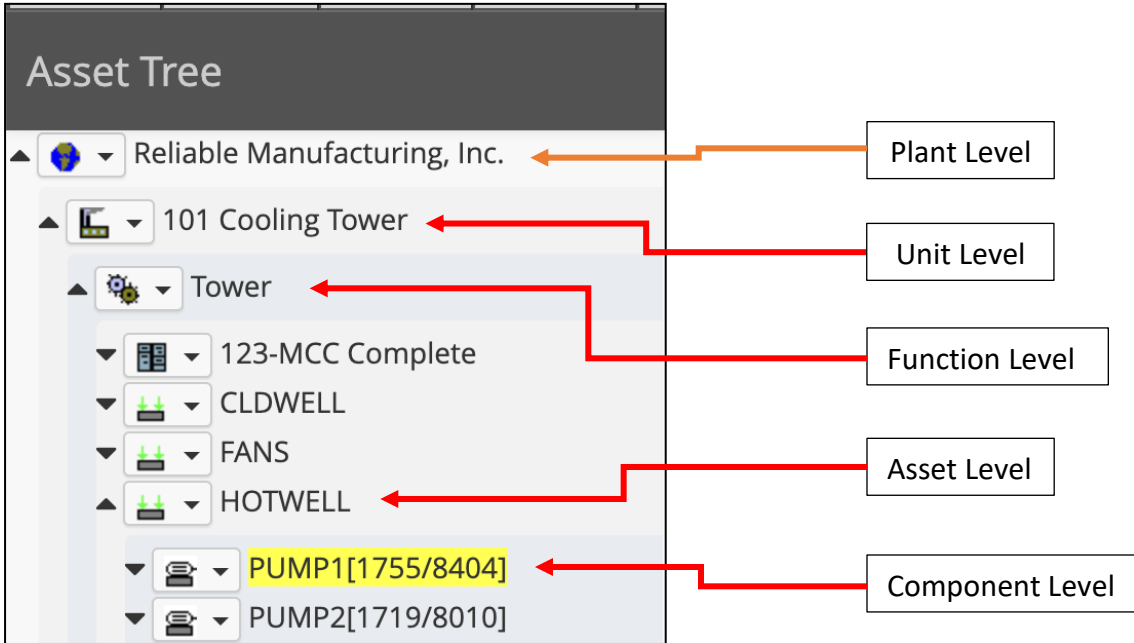 Asset Tree
Reliable Manufacturing, Inc.
Plant Level
101 Cooling Tower
Unit Level
Tower
Function Level
123-MCC Complete
CLDWELL
FANS
Asset Level
HOTWELL
PUMP1[1755/8404]
Component Level
PUMP2[1719/8010]